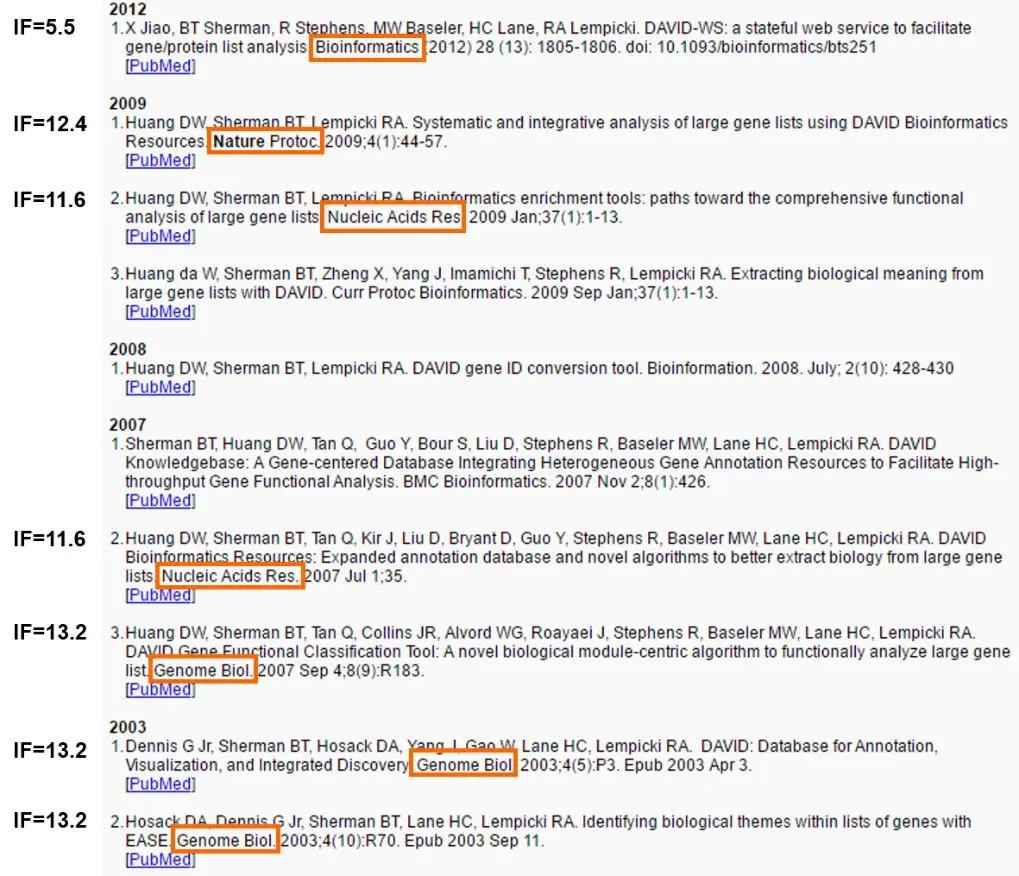 2012
IF=5.5
1. X Jiao, BT Sherman, R Stephens, MW Baseler, HC Lane, RA Lempicki. DAVID-WS: a stateful web service to facilitate
gene/protein list analysis. Bioinformatics (2012) 28 (13): 1805-1806. doi: 10.1093/bioinformatics/bts251
[PubMed]
2009
IF=12.4
1. Huang DW, Sherman BT, Lempicki RA. Systematic and integrative analysis of large gene lists using DAVID Bioinformatics
Resources. Nature Protoc. 2009;4(1):44-57.
[PubMed]
IF=11.6
2. Huang DW, Sherman BT, Lempicki RA. Bioinformatics enrichment tools: paths toward the comprehensive functional
analysis of large gene lists. Nucleic Acids Res. 2009 Jan;37(1):1-13.
[PubMed]
3. Huang da W, Sherman BT, Zheng X, Yang J, Imamichi T, Stephens R, Lempicki RA. Extracting biological meaning from
large gene lists with DAVID. Curr Protoc Bioinformatics. 2009 Sep Jan;37(1):1-13.
[PubMed]
2008
1. Huang DW, Sherman BT, Lempicki RA. DAVID gene ID conversion tool. Bioinformation. 2008. July; 2(10): 428-430
[PubMed]
2007
1. Sherman BT, Huang DW, Tan Q, Guo Y, Bour S, Liu D, Stephens R, Baseler MW, Lane HC, Lempicki RA. DAVID
Knowledgebase: A Gene-centered Database Integrating Heterogeneous Gene Annotation Resources to Facilitate High-
throughput Gene Functional Analysis. BMC Bioinformatics. 2007 Nov 2;8(1):426.
[PubMed]
IF=11.6
2. Huang DW, Sherman BT, Tan Q, Kir J, Liu D, Bryant D, Guo Y, Stephens R, Baseler MW, Lane HC, Lempicki RA. DAVID
Bioinformatics Resources: Expanded annotation database and novel algorithms to better extract biology from large gene
lists. Nucleic Acids Res. 2007 Jul 1;35.
[PubMed]
IF=13.2
3. Huang DW, Sherman BT, Tan Q, Collins JR, Alvord WG, Roayaei J, Stephens R, Baseler MW, Lane HC, Lempicki RA.
DAVID Gene Functional Classification Tool: A novel biological module-centric algorithm to functionally analyze large gene
list. Genome Biol. 2007 Sep 4;8(9):R183.
[PubMed]
2003
IF=13.2
1. Dennis G Jr, Sherman BT, Hosack DA, Yang J, Gao W, Lane HC, Lempicki RA. DAVID: Database for Annotation,
Visualization, and Integrated Discovery. Genome Biol. 2003;4(5):P3. Epub 2003 Apr 3.
[PubMed]
IF=13.2
2. Hosack DA, Dennis G Jr, Sherman BT, Lane HC, Lempicki RA. Identifying biological themes within lists of genes with
EASE. Genome Biol. 2003;4(10):R70. Epub 2003 Sep 11.
[PubMed]